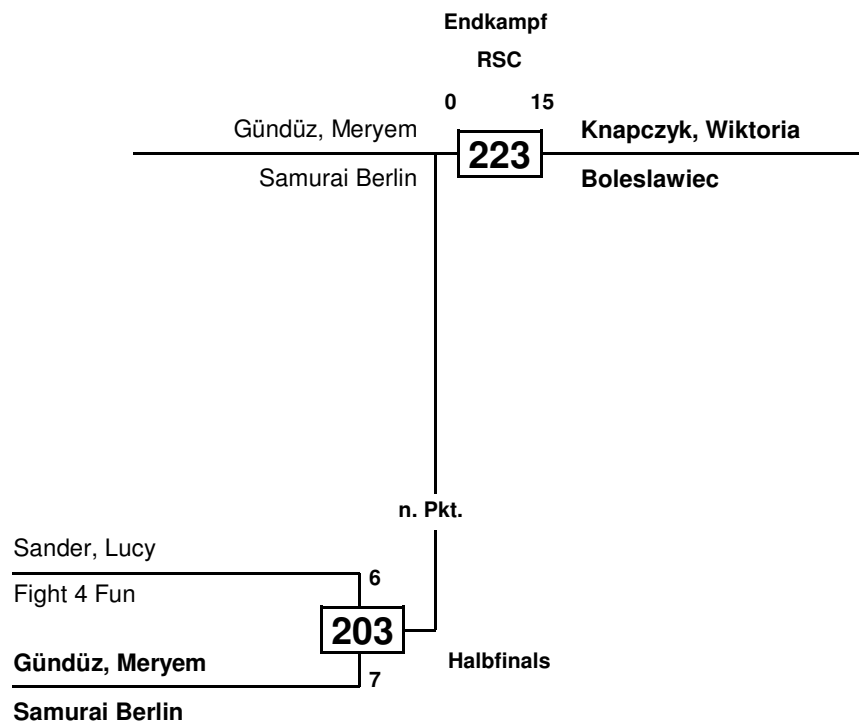 Endkampf
RSC
0 15
Gündüz, Meryem 223 Knapczyk, Wiktoria
Samurai Berlin Boleslawiec
n. Pkt.
Sander, Lucy
6
Fight 4 Fun
203
Gündüz, Meryem Halbfinals
7
Samurai Berlin